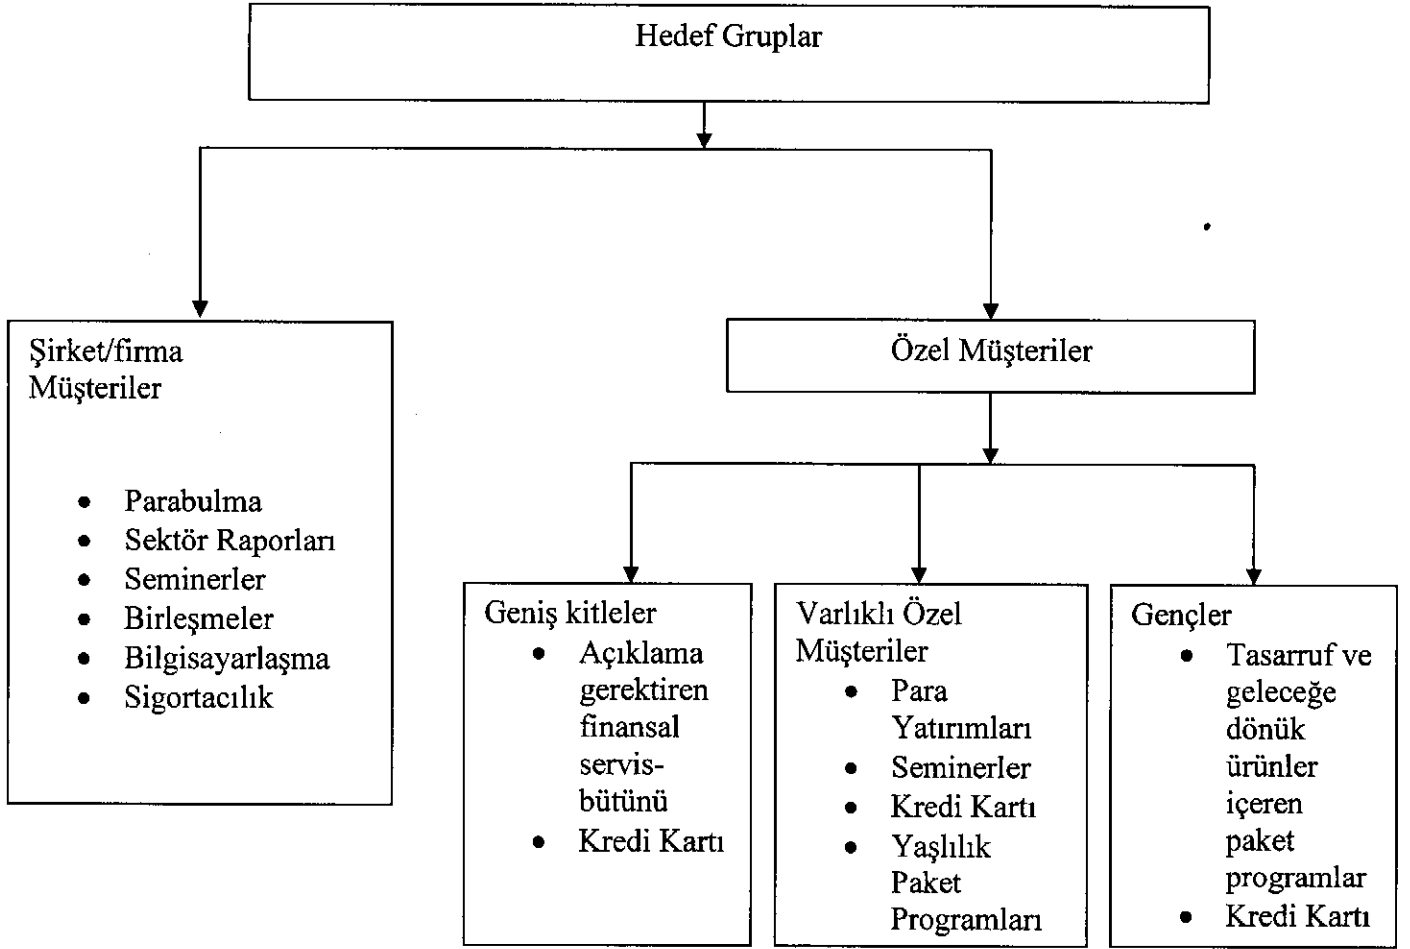 Hedef Gruplar
Şirket/firma
Müşteriler
• Parabulma
• Sektör Raporları
• Seminerler
• Birleşmeler
• Bilgisayarlaşma
• Sigortacılık
Özel Müşteriler
Geniş kitleler
• Açıklama
gerektiren
finansal
servis-
bütünü
• Kredi Kartı
Varlıklı Özel
Müşteriler
• Para
Yatırımları
• Seminerler
• Kredi Kartı
• Yaşlılık
Paket
Programları
Gençler
• Tasarruf ve
geleceğe
dönük
ürünler
içeren
paket
programlar
• Kredi Kartı